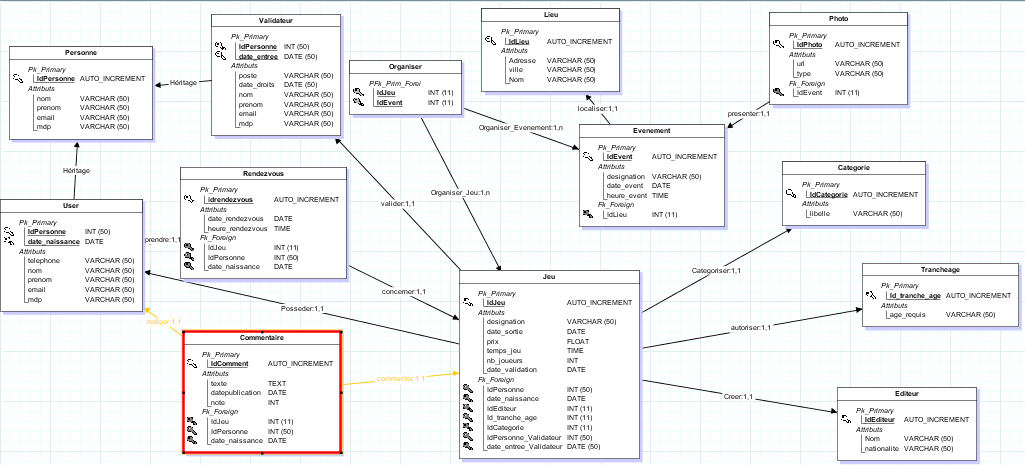 Personne
Pk_Primary
IdPersonne AUTO_INCREMENT
Attributs
nom VARCHAR (50)
prenom VARCHAR (50)
email VARCHAR (50)
mdp VARCHAR (50)
Héritage
Validateur
Pk_Primary
IdPersonne INT (50)
date_entree DATE (50)
Attributs
poste VARCHAR (50)
date_droits DATE (50)
nom VARCHAR (50)
prenom VARCHAR (50)
email VARCHAR (50)
mdp VARCHAR (50)
Organiser
PFk_Prim_Forei
IdJeu INT (11)
IdEvent INT (11)
Organiser_Evenement:1,n
Organiser_Jeu:1,n
Lieu
Pk_Primary
IdLieu AUTO_INCREMENT
Attributs
Adresse VARCHAR (50)
ville VARCHAR (50)
Nom VARCHAR (50)
localiser:1,1
Photo
Pk_Primary
IdPhoto AUTO_INCREMENT
Attributs
url VARCHAR (50)
type VARCHAR (50)
Fk_Foreign
IdEvent INT (11)
presenter:1,1
Evenement
Pk_Primary
IdEvent AUTO_INCREMENT
Attributs
designation VARCHAR (50)
date_event DATE
heure_event TIME
Fk_Foreign
IdLieu INT (11)
Héritage
User
Pk_Primary
IdPersonne INT (50)
date_naissance DATE
Attributs
telephone VARCHAR (50)
nom VARCHAR (50)
prenom VARCHAR (50)
email VARCHAR (50)
mdp VARCHAR (50)
prendre:1,1
Rendezvous
Pk_Primary
idrendezvous AUTO_INCREMENT
Attributs
date_rendezvous DATE
heure_rendezvous TIME
Fk_Foreign
IdJeu INT (11)
IdPersonne INT (50)
date_naissance DATE
valider:1,1
concerner:1,1
Posseder:1,1
Categorie
Pk_Primary
IdCategorie AUTO_INCREMENT
Attributs
libelle VARCHAR (50)
Categoriser:1,1
Trancheage
Pk_Primary
Id_tranche_age AUTO_INCREMENT
Attributs
age_requis VARCHAR (50)
autoriser:1,1
Jeu
Pk_Primary
IdJeu AUTO_INCREMENT
Attributs
designation VARCHAR (50)
date_sortie DATE
prix FLOAT
temps_jeu TIME
nb_joueurs INT
date_validation DATE
Fk_Foreign
IdPersonne INT (50)
date_naissance DATE
IdEditeur INT (11)
Id_tranche_age INT (11)
IdCategorie INT (11)
IdPersonne_Validateur INT (50)
date_entree_Validateur DATE (50)
rediger:1,1
Commentaire
Pk_Primary
IdComment AUTO_INCREMENT
Attributs
texte TEXT
datepublication DATE
note INT
Fk_Foreign
IdJeu INT (11)
IdPersonne INT (50)
date_naissance DATE
commenter:1,1
Creer:1,1
Editeur
Pk_Primary
IdEditeur AUTO_INCREMENT
Attributs
Nom VARCHAR (50)
nationalite VARCHAR (50)